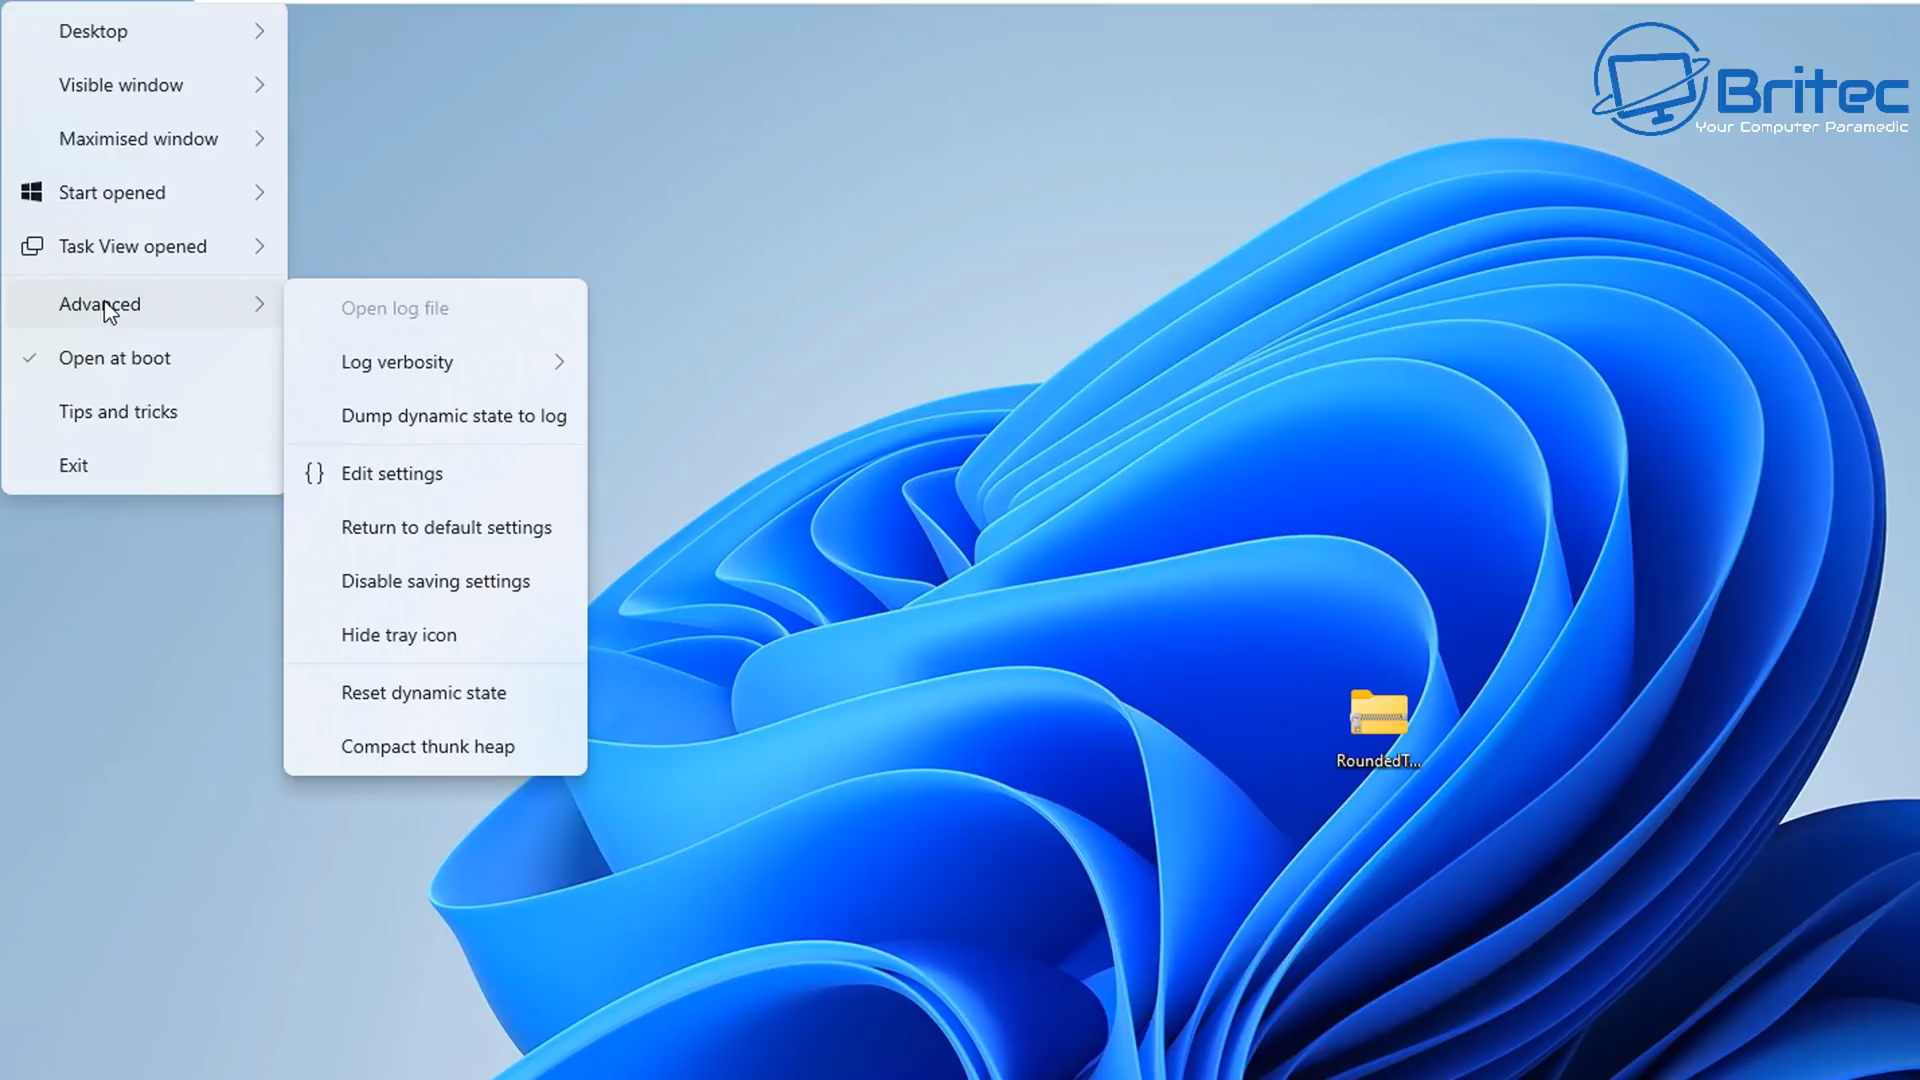 Desktop
Visible window
Maximised window
Start opened
Task View opened
Advanced
Open at boot
Tips and tricks
Exit
Open log file
Log verbosity
Dump dynamic state to log
{} Edit settings
Return to default settings
Disable saving settings
Hide tray icon
Reset dynamic state
Compact thunk heap
Britec
Your Computer Paramedic
RoundedT...